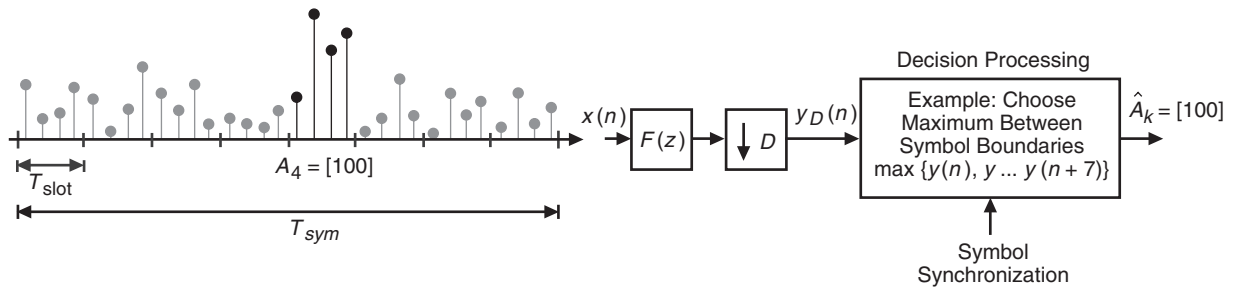 T_slot
A_4 = [100]
T_sym
x(n)
F(z)
↓ D
y_D(n)
Decision Processing
Example: Choose
Maximum Between
Symbol Boundaries
max {y(n), y ... y(n + 7)}
Symbol
Synchronization
Â_k = [100]